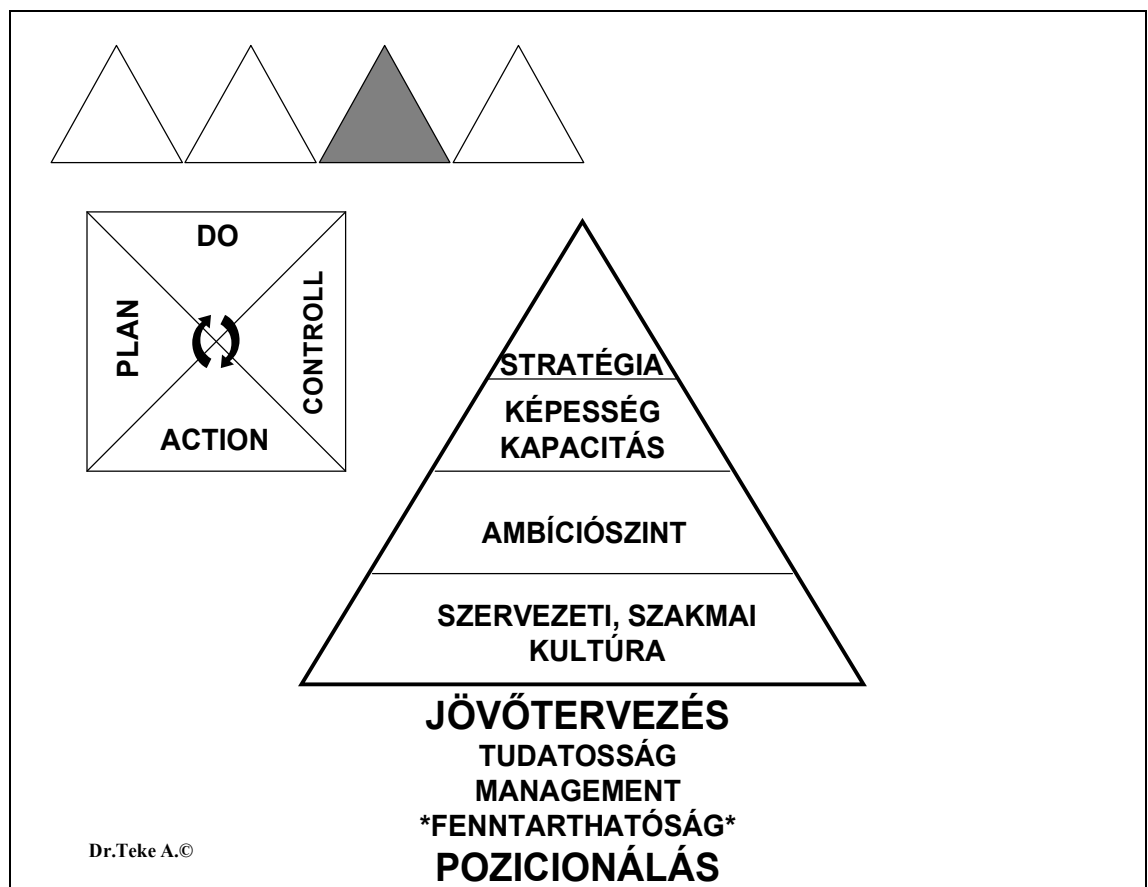 DO
PLAN
CONTROLL
ACTION
STRATÉGIA
KÉPESSÉG
KAPACITÁS
AMBÍCIÓSZINT
SZERVEZETI, SZAKMAI
KULTÚRA
JÖVŐTERVEZÉS
TUDATOSSÁG
MANAGEMENT
*FENNTARTHATÓSÁG*
POZICIONÁLÁS
Dr.Teke A.©